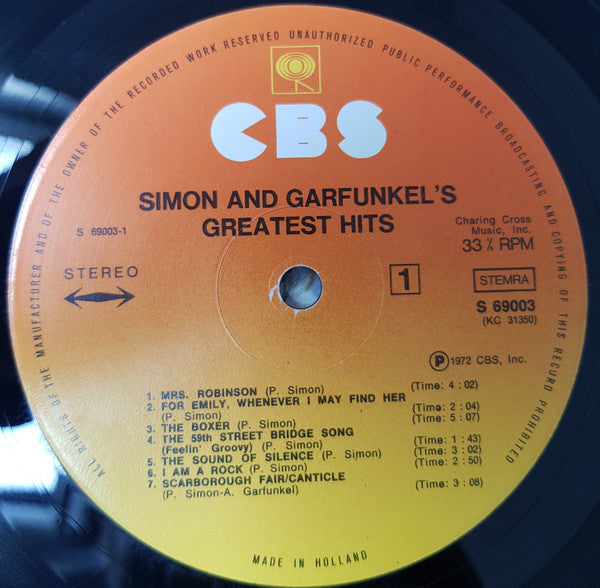 ALL RIGHTS OF THE MANUFACTURER AND OF THE OWNER OF THE RECORDED WORK RESERVED UNAUTHORIZED PUBLIC PERFORMANCE BROADCASTING AND COPYING OF THIS RECORD PROHIBITED
CBS
SIMON AND GARFUNKEL'S
GREATEST HITS
S 69003-1
Charing Cross
Music, Inc.
33 ⅓ RPM
STEREO
1
STEMRA
S 69003
(KC 31350)
Ⓟ 1972 CBS, Inc.
1. MRS. ROBINSON (P. Simon) (Time: 4 : 02)
2. FOR EMILY, WHENEVER I MAY FIND HER
(P. Simon) (Time: 2 : 04)
3. THE BOXER (P. Simon) (Time: 5 : 07)
4. THE 59th STREET BRIDGE SONG
(Feelin' Groovy) (P. Simon) (Time: 1 : 43)
5. THE SOUND OF SILENCE (P. Simon) (Time: 3 : 02)
6. I AM A ROCK (P. Simon) (Time: 2 : 50)
7. SCARBOROUGH FAIR/CANTICLE
(P. Simon-A. Garfunkel) (Time: 3 : 08)
MADE IN HOLLAND